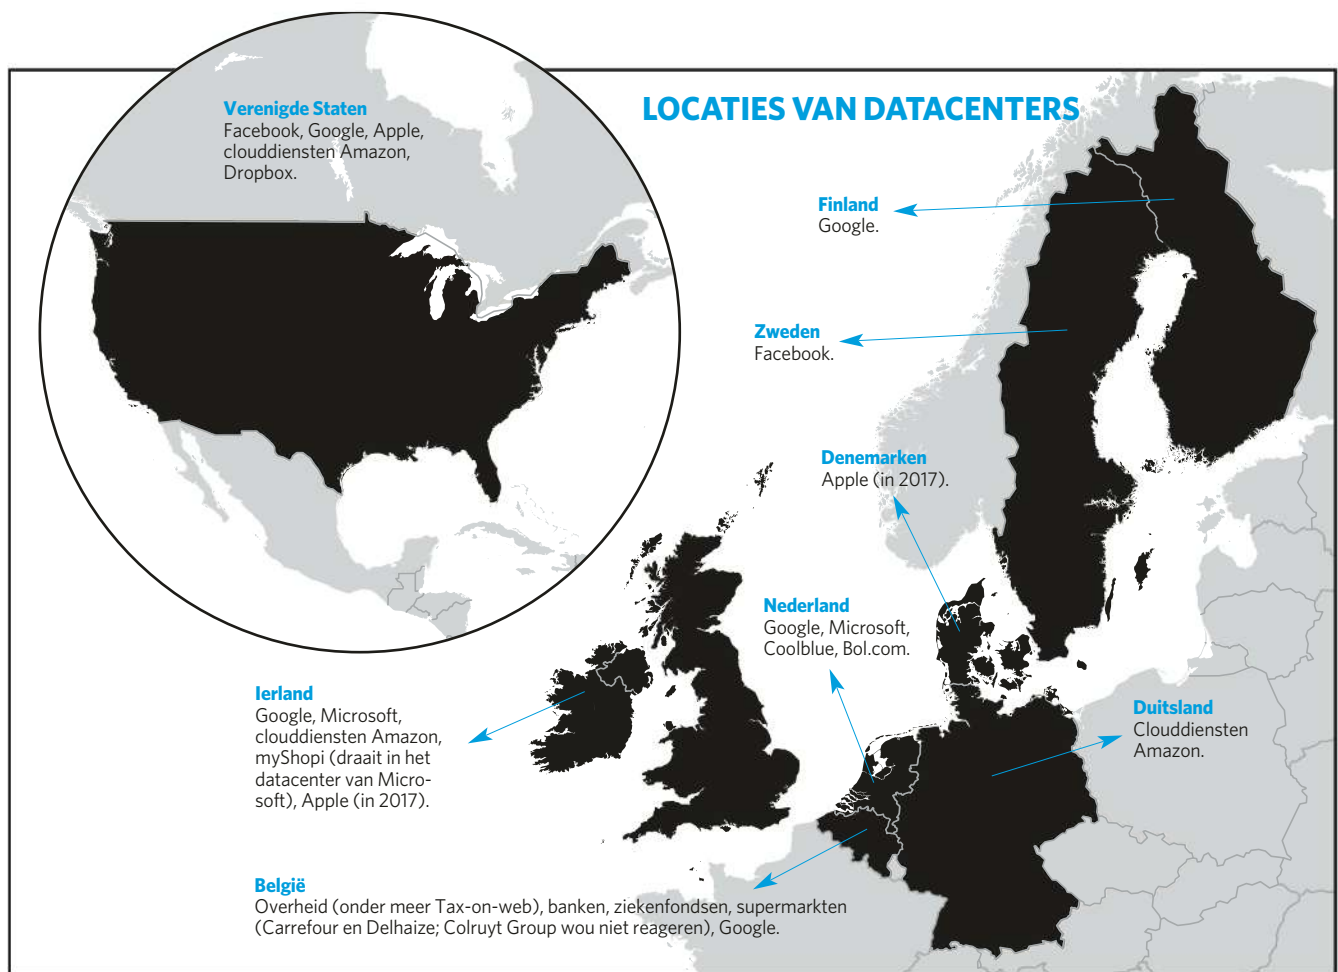 LOCATIES VAN DATACENTERS
Verenigde Staten
Facebook, Google, Apple,
clouddiensten Amazon,
Dropbox.
Finland
Google.
Zweden
Facebook.
Denemarken
Apple (in 2017).
Nederland
Google, Microsoft,
Coolblue, Bol.com.
Ierland
Google, Microsoft,
clouddiensten Amazon,
myShopi (draait in het
datacenter van Micro-
soft), Apple (in 2017).
Duitsland
Clouddiensten
Amazon.
België
Overheid (onder meer Tax-on-web), banken, ziekenfondsen, supermarkten
(Carrefour en Delhaize; Colruyt Group wou niet reageren), Google.